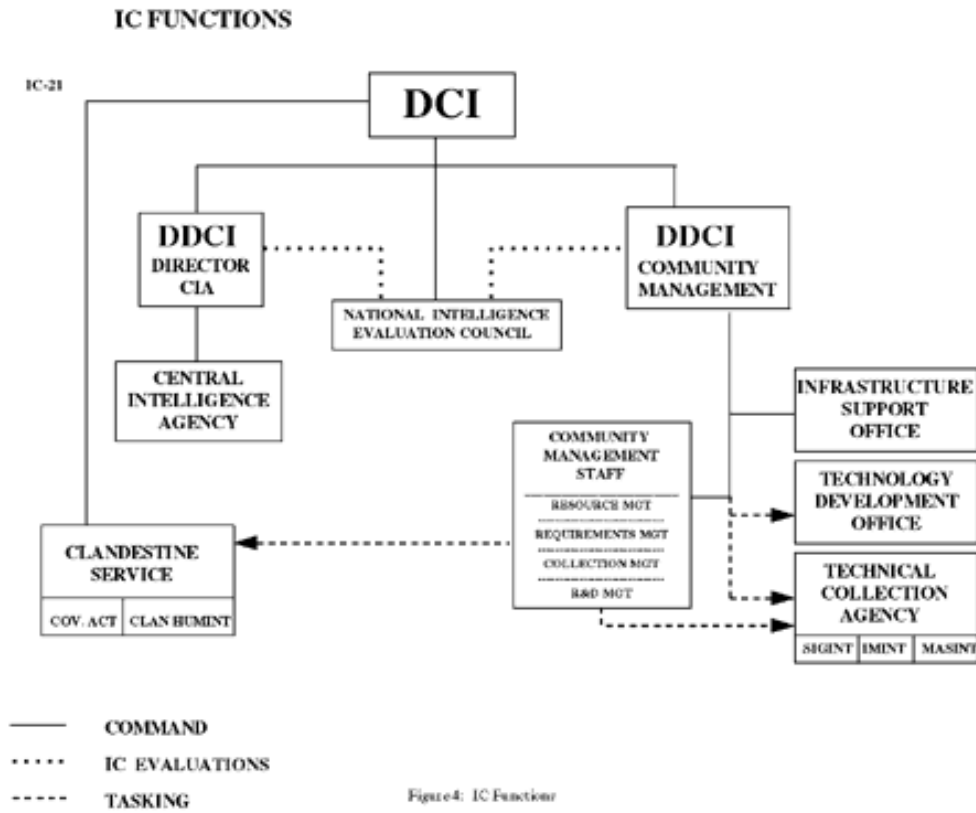 IC FUNCTIONS
IC-21
DCI
DDCI
DIRECTOR
CIA
DDCI
COMMUNITY
MANAGEMENT
NATIONAL INTELLIGENCE
EVALUATION COUNCIL
CENTRAL
INTELLIGENCE
AGENCY
INFRASTRUCTURE
SUPPORT
OFFICE
COMMUNITY
MANAGEMENT
STAFF
RESOURCE MGT
REQUIREMENTS MGT
COLLECTION MGT
R&D MGT
TECHNOLOGY
DEVELOPMENT
OFFICE
CLANDESTINE
SERVICE
COV. ACT
CLAN HUMINT
TECHNICAL
COLLECTION
AGENCY
SIGINT
IMINT
MASINT
COMMAND
IC EVALUATIONS
TASKING
Figure4: IC Functions